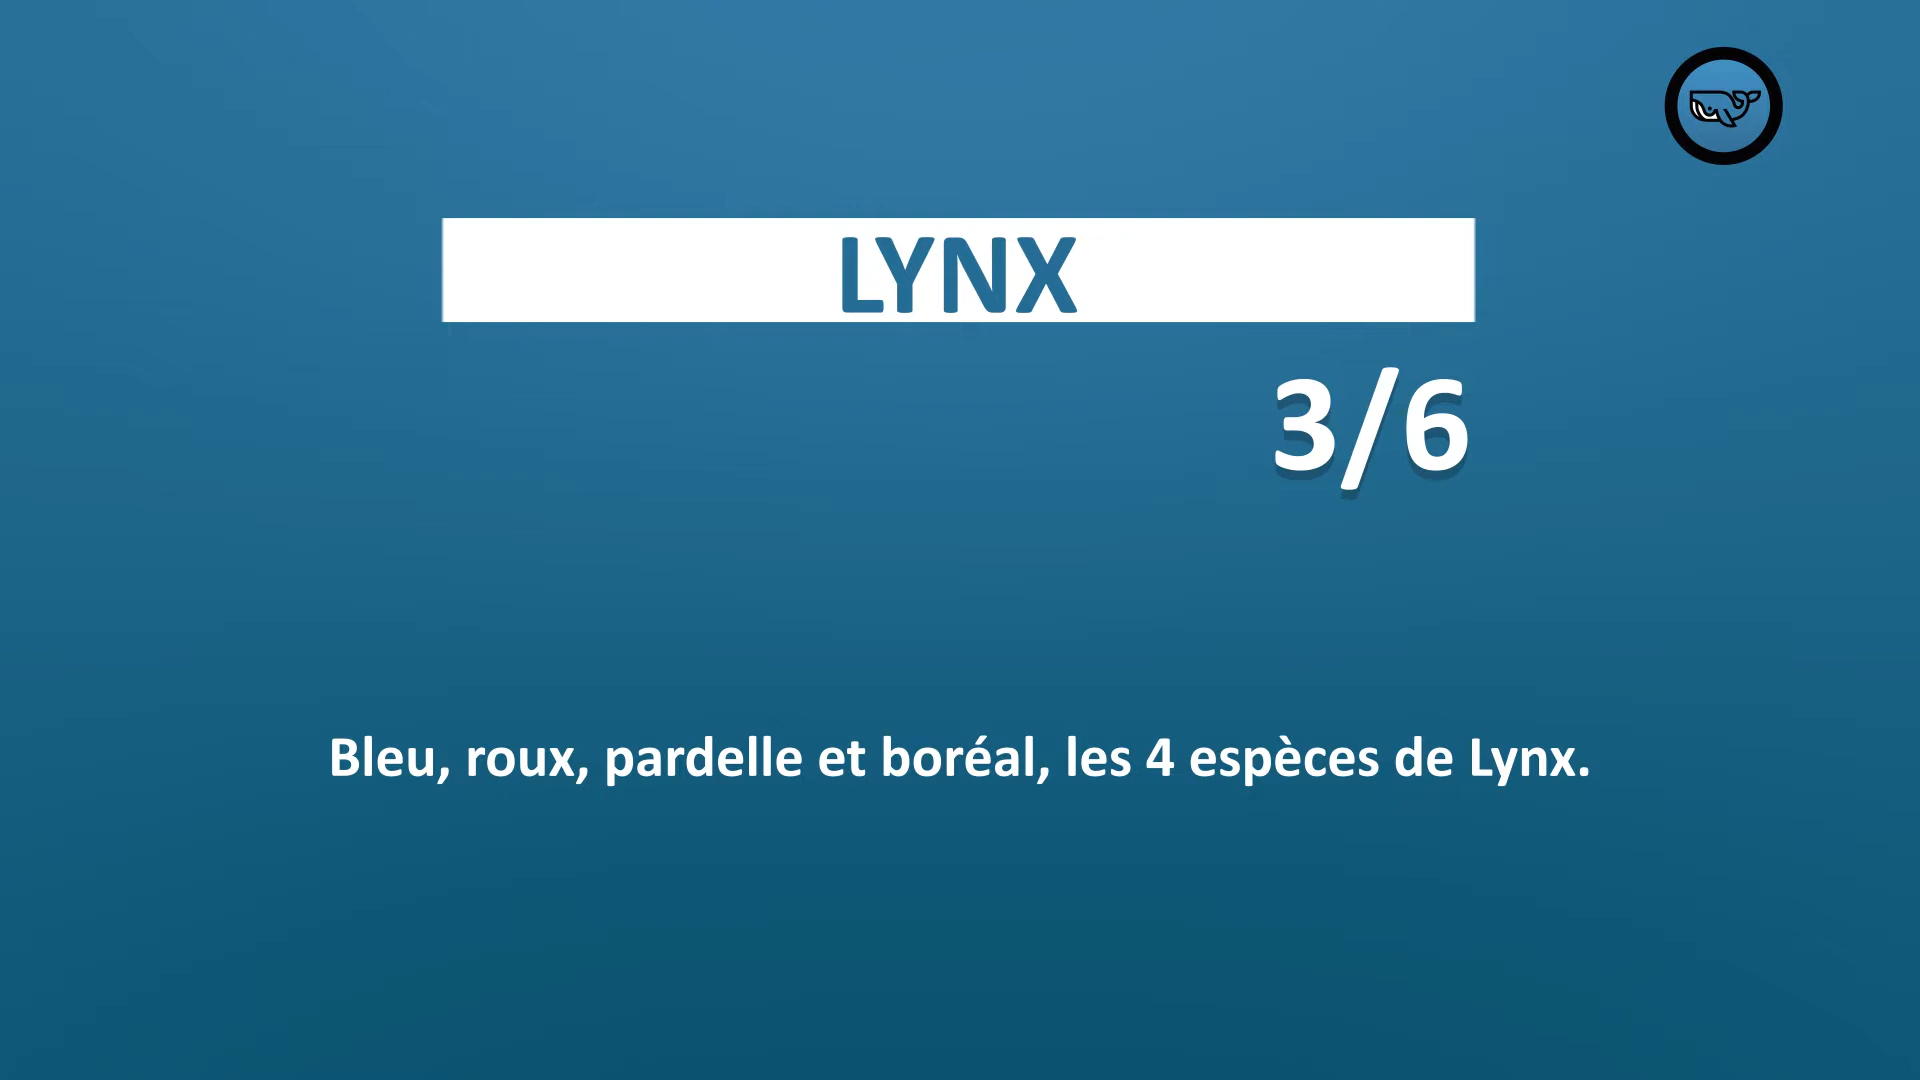 LYNX
3/6
Bleu, roux, pardelle et boréal, les 4 espèces de Lynx.